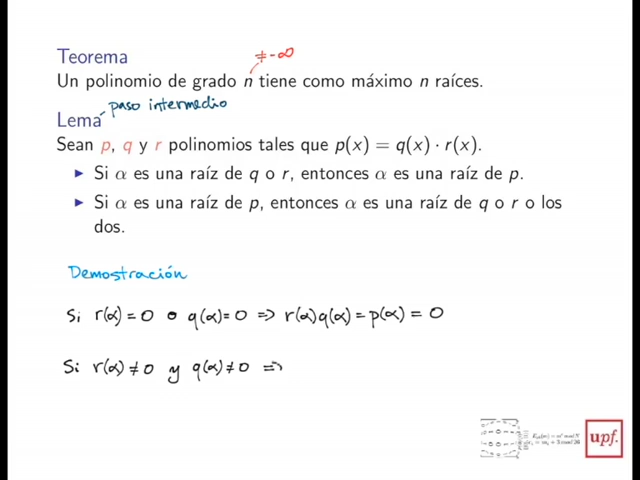 Teorema
≠-∞
Un polinomio de grado n tiene como máximo n raíces.
paso intermedio
Lema
Sean p, q y r polinomios tales que p(x) = q(x) · r(x).
▶ Si α es una raíz de q o r, entonces α es una raíz de p.
▶ Si α es una raíz de p, entonces α es una raíz de q o r o los
dos.
Demostración
Si r(α) = 0 o q(α) = 0 => r(α)q(α) = p(α) = 0
Si r(α) ≠ 0 y q(α) ≠ 0 =>
upf.